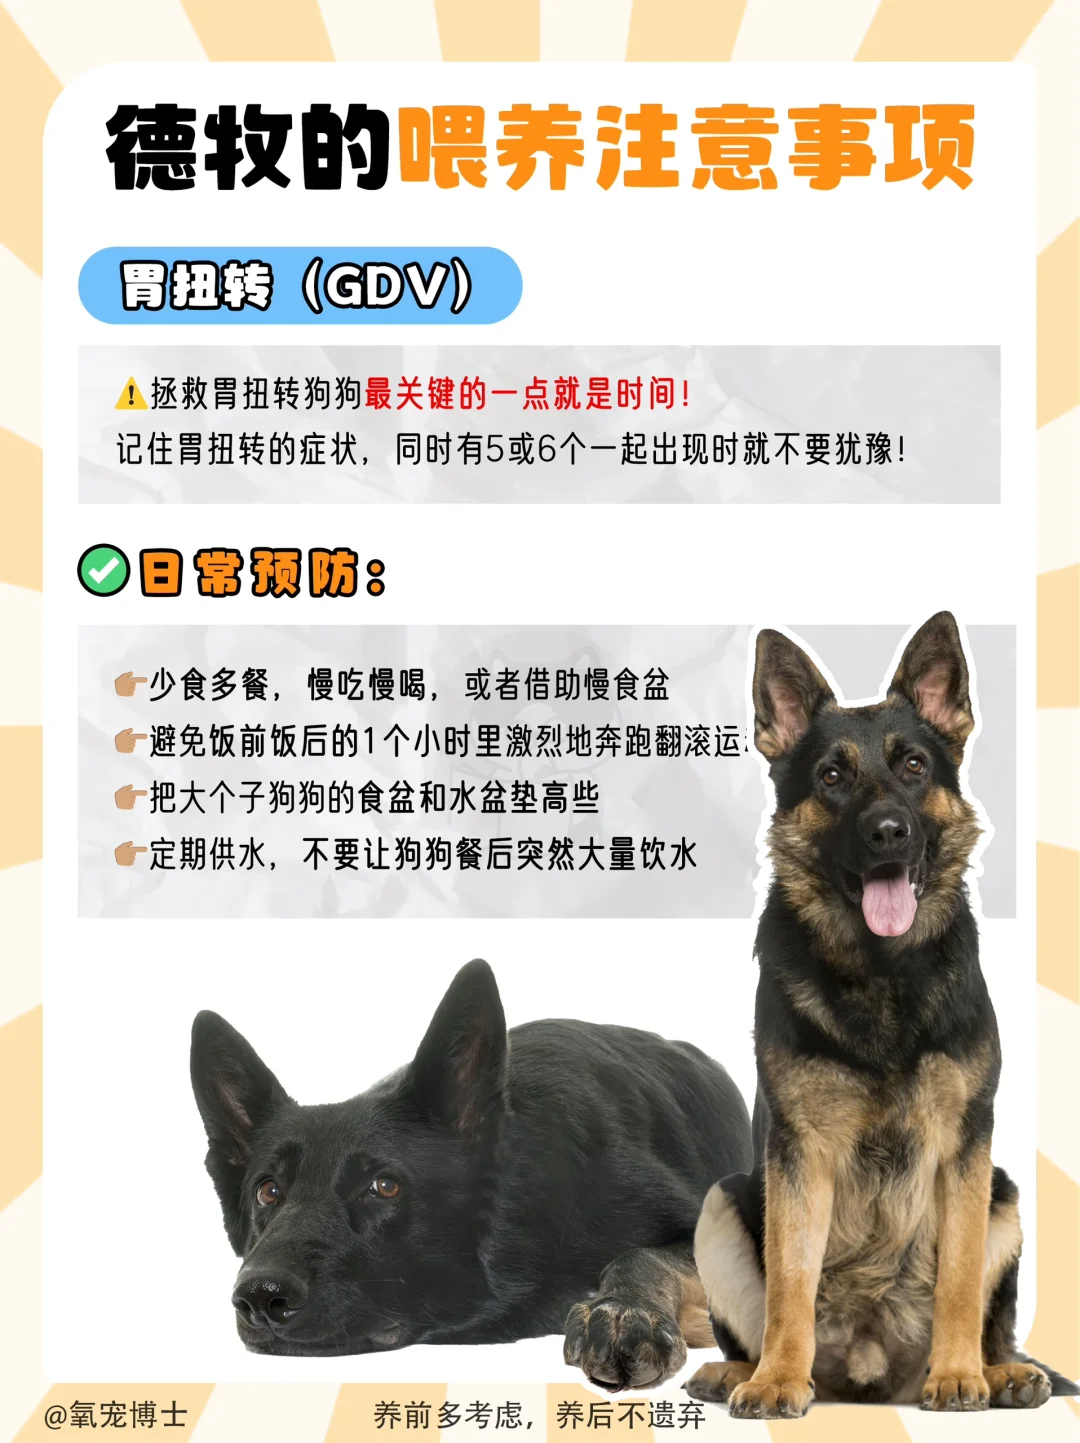 德牧的喂养注意事项
胃扭转（GDV）
拯救胃扭转狗狗最关键的一点就是时间！
记住胃扭转的症状，同时有5或6个一起出现时就不要犹豫！
日常预防：
少食多餐，慢吃慢喝，或者借助慢食盆
避免饭前饭后的1个小时里激烈地奔跑翻滚运
把大个子狗狗的食盆和水盆垫高些
定期供水，不要让狗狗餐后突然大量饮水
@氧宠博士
养前多考虑，养后不遗弃